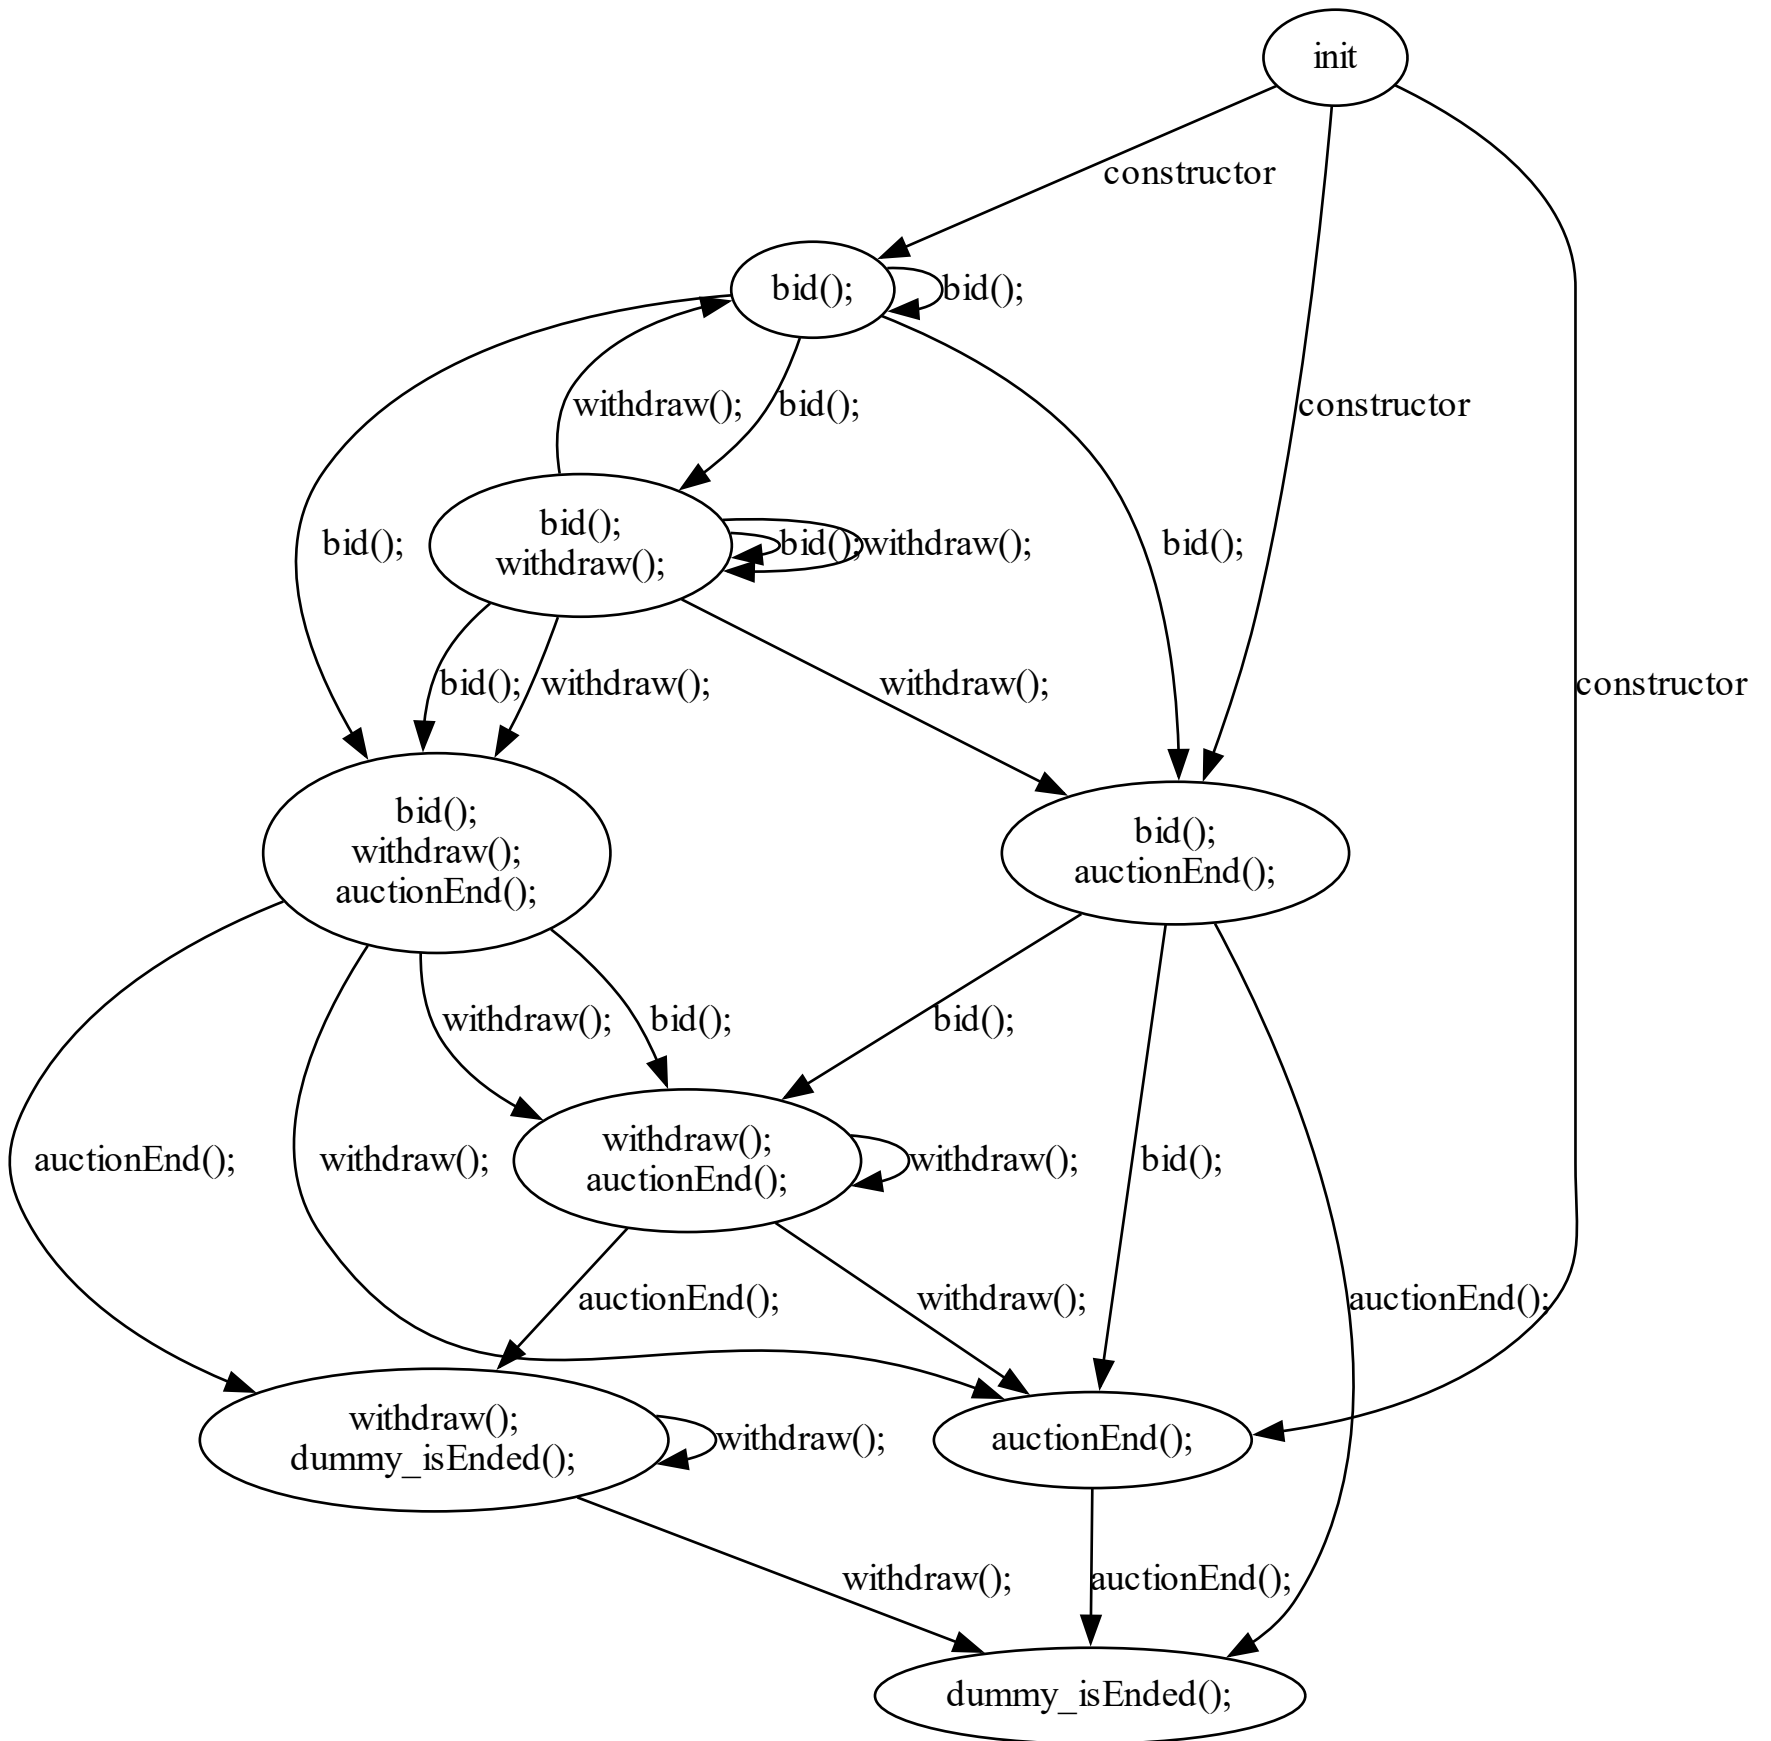 init
constructor
bid();
bid();
withdraw();
bid();
constructor
bid();
withdraw();
bid();
bid();
withdraw();
bid();
bid();
withdraw();
withdraw();
constructor
bid();
withdraw();
auctionEnd();
bid();
auctionEnd();
withdraw();
bid();
bid();
auctionEnd();
withdraw();
withdraw();
auctionEnd();
withdraw();
bid();
auctionEnd();
withdraw();
auctionEnd();
withdraw();
dummy_isEnded();
withdraw();
auctionEnd();
withdraw();
auctionEnd();
dummy_isEnded();